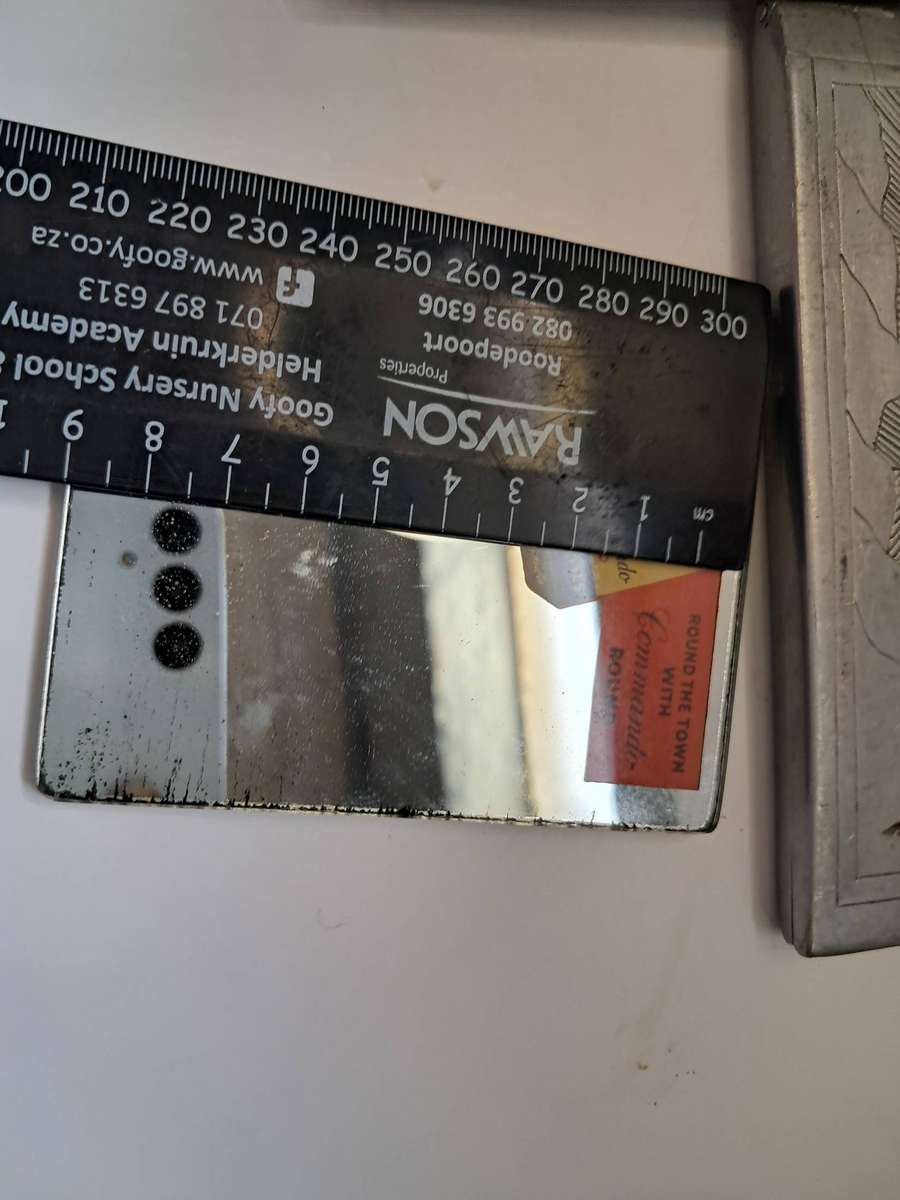 200 210 220 230 240 250 260 270 280 290 300
cm 1 2 3 4 5 6 7 8 9
RAWSON
Properties
Roodepoort
082 993 6306
Goofy Nursery School &
Helderkruin Academy
071 897 6313
f www.goofy.co.za
ROUND THE TOWN
WITH
Commando
do